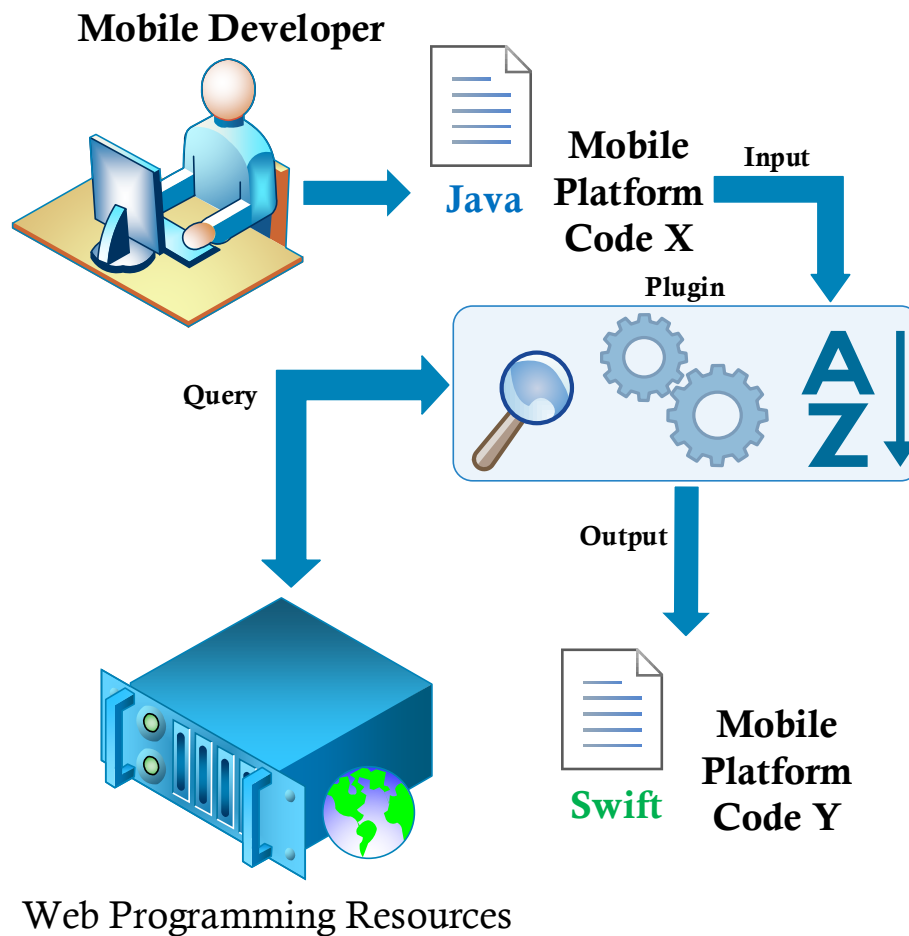 Mobile Developer
Java
Mobile
Platform
Code X
Input
Plugin
A
Z
Query
Output
Swift
Mobile
Platform
Code Y
Web Programming Resources